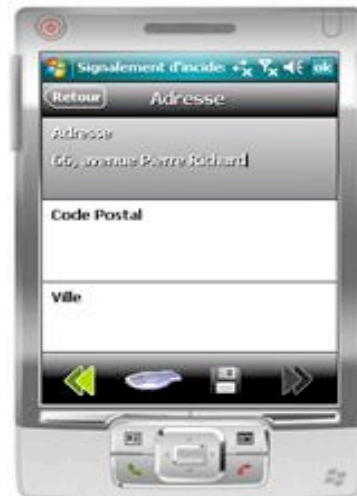 Signalement d'incide
ok
Retour
Adresse
Adresse
66, avenue Pierre Richard
Code Postal
Ville